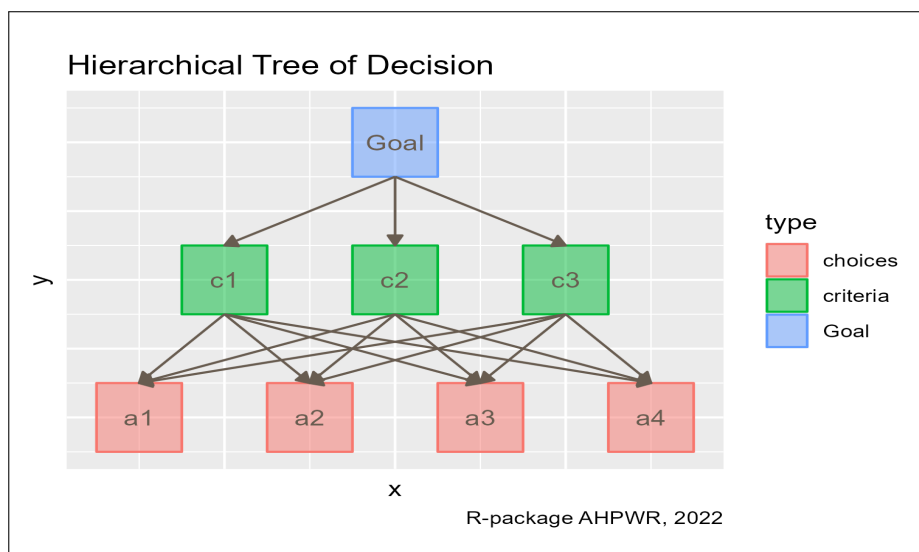 Hierarchical Tree of Decision
Goal
c1 c2 c3
a1 a2 a3 a4
y
x
type
choices
criteria
Goal
R-package AHPWR, 2022